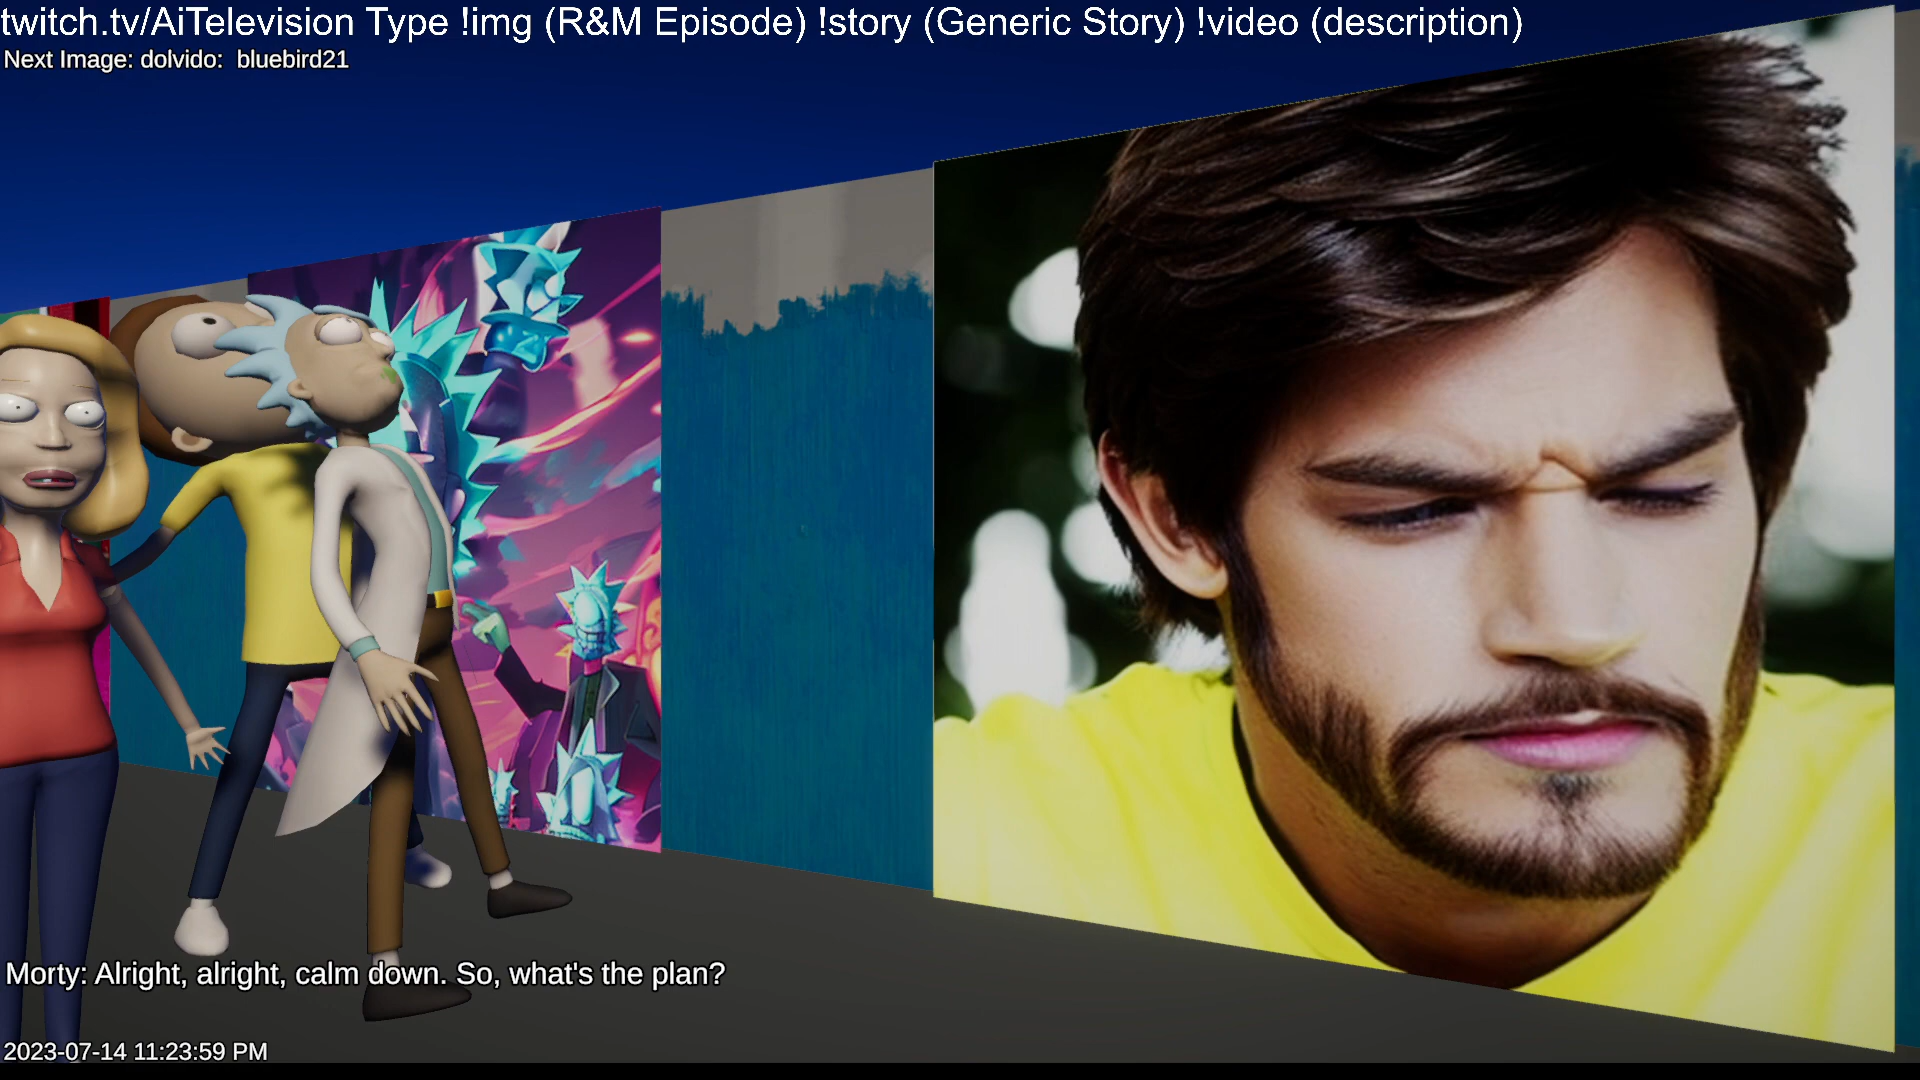 twitch.tv/AiTelevision Type !img (R&M Episode) !story (Generic Story) !video (description)
Next Image: dolvido: bluebird21
Morty: Alright, alright, calm down. So, what's the plan?
2023-07-14 11:23:59 PM